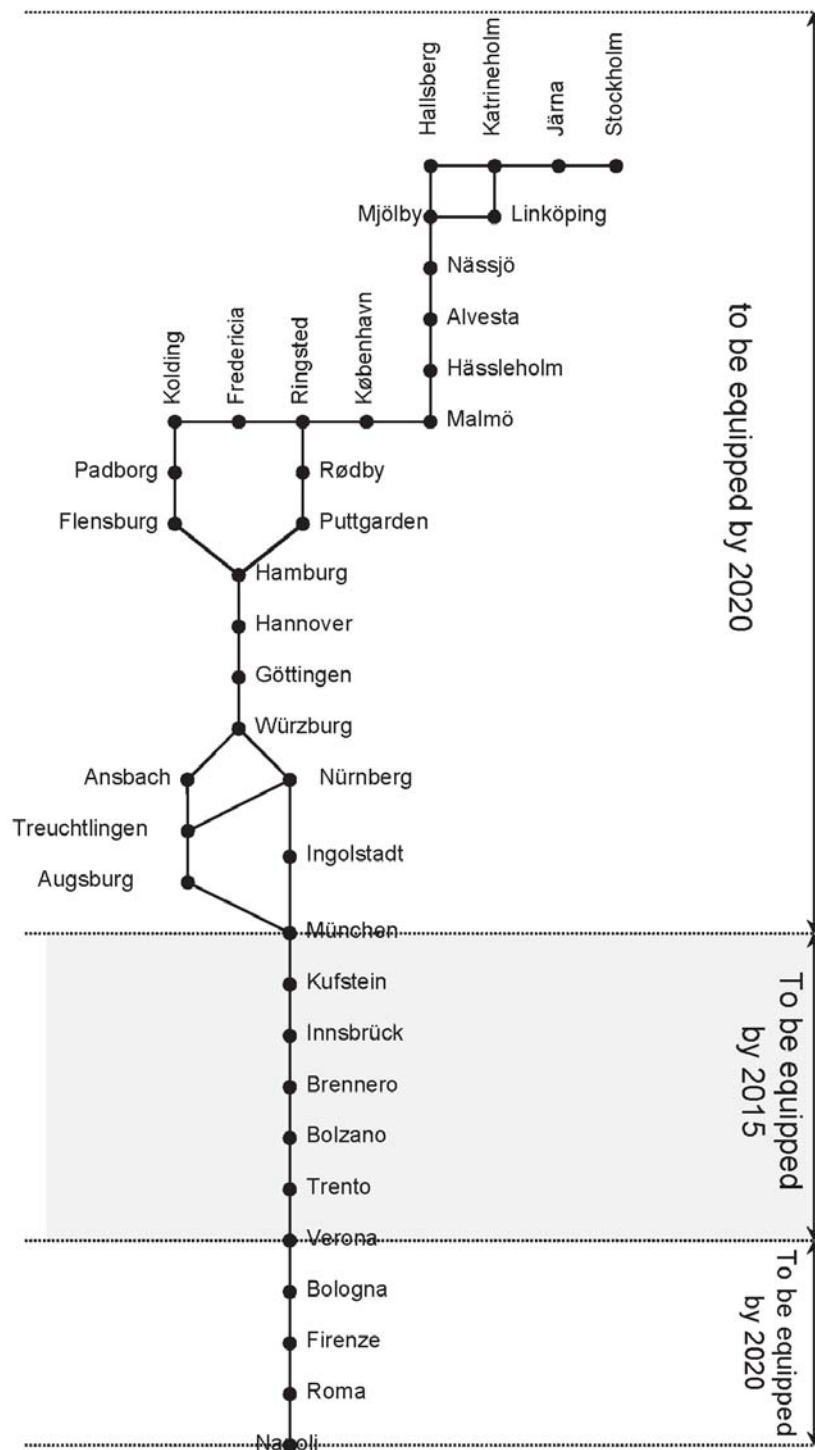 Hallsberg
Katrineholm
Järna
Stockholm
Mjölby
Linköping
Nässjö
Alvesta
Hässleholm
Kolding
Fredericia
Ringsted
København
Malmö
Padborg
Rødby
Flensburg
Puttgarden
Hamburg
Hannover
Göttingen
Würzburg
Ansbach
Nürnberg
Treuchtlingen
Ingolstadt
Augsburg
München
to be equipped by 2020
Kufstein
Innsbrück
Brennero
Bolzano
Trento
Verona
To be equipped
by 2015
Bologna
Firenze
Roma
Napoli
To be equipped
by 2020